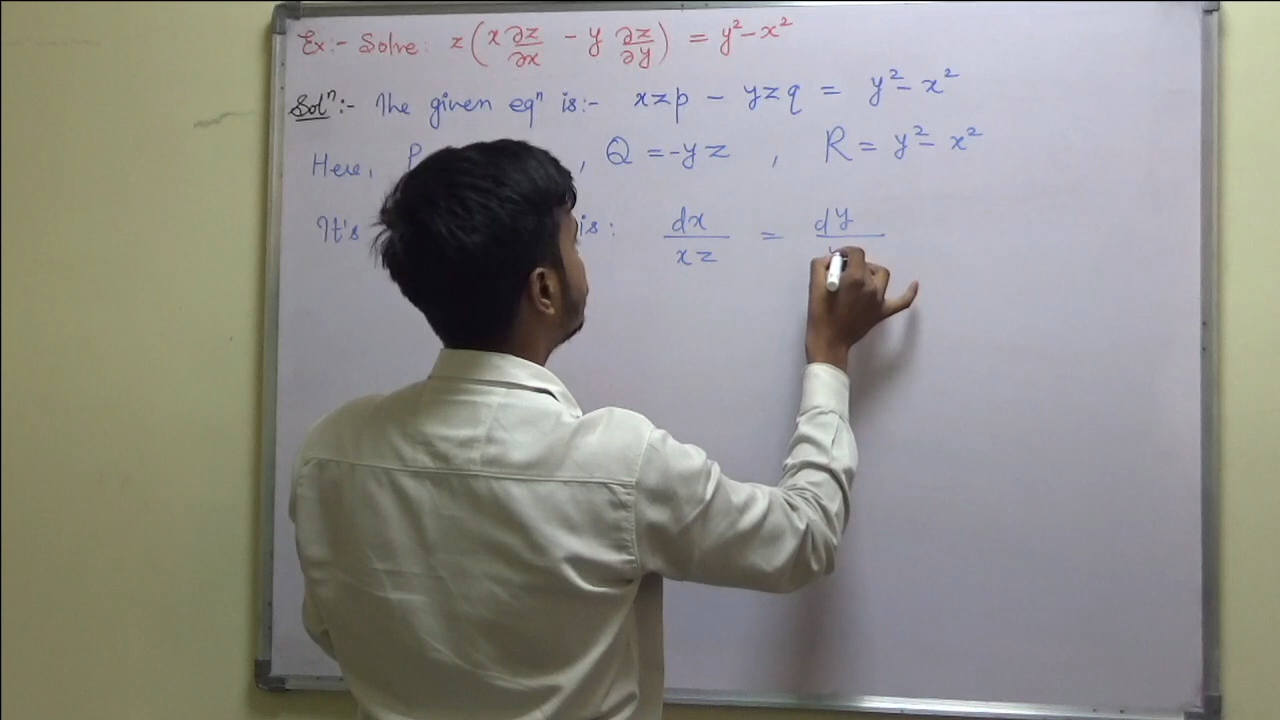 Ex:- Solve: z(x ∂z/∂x - y ∂z/∂y) = y²-x²
Solⁿ:- The given eqⁿ is:- xzp - yzq = y²-x²
Here, P , Q = -yz , R = y²-x²
It's is: dx/xz = dy/